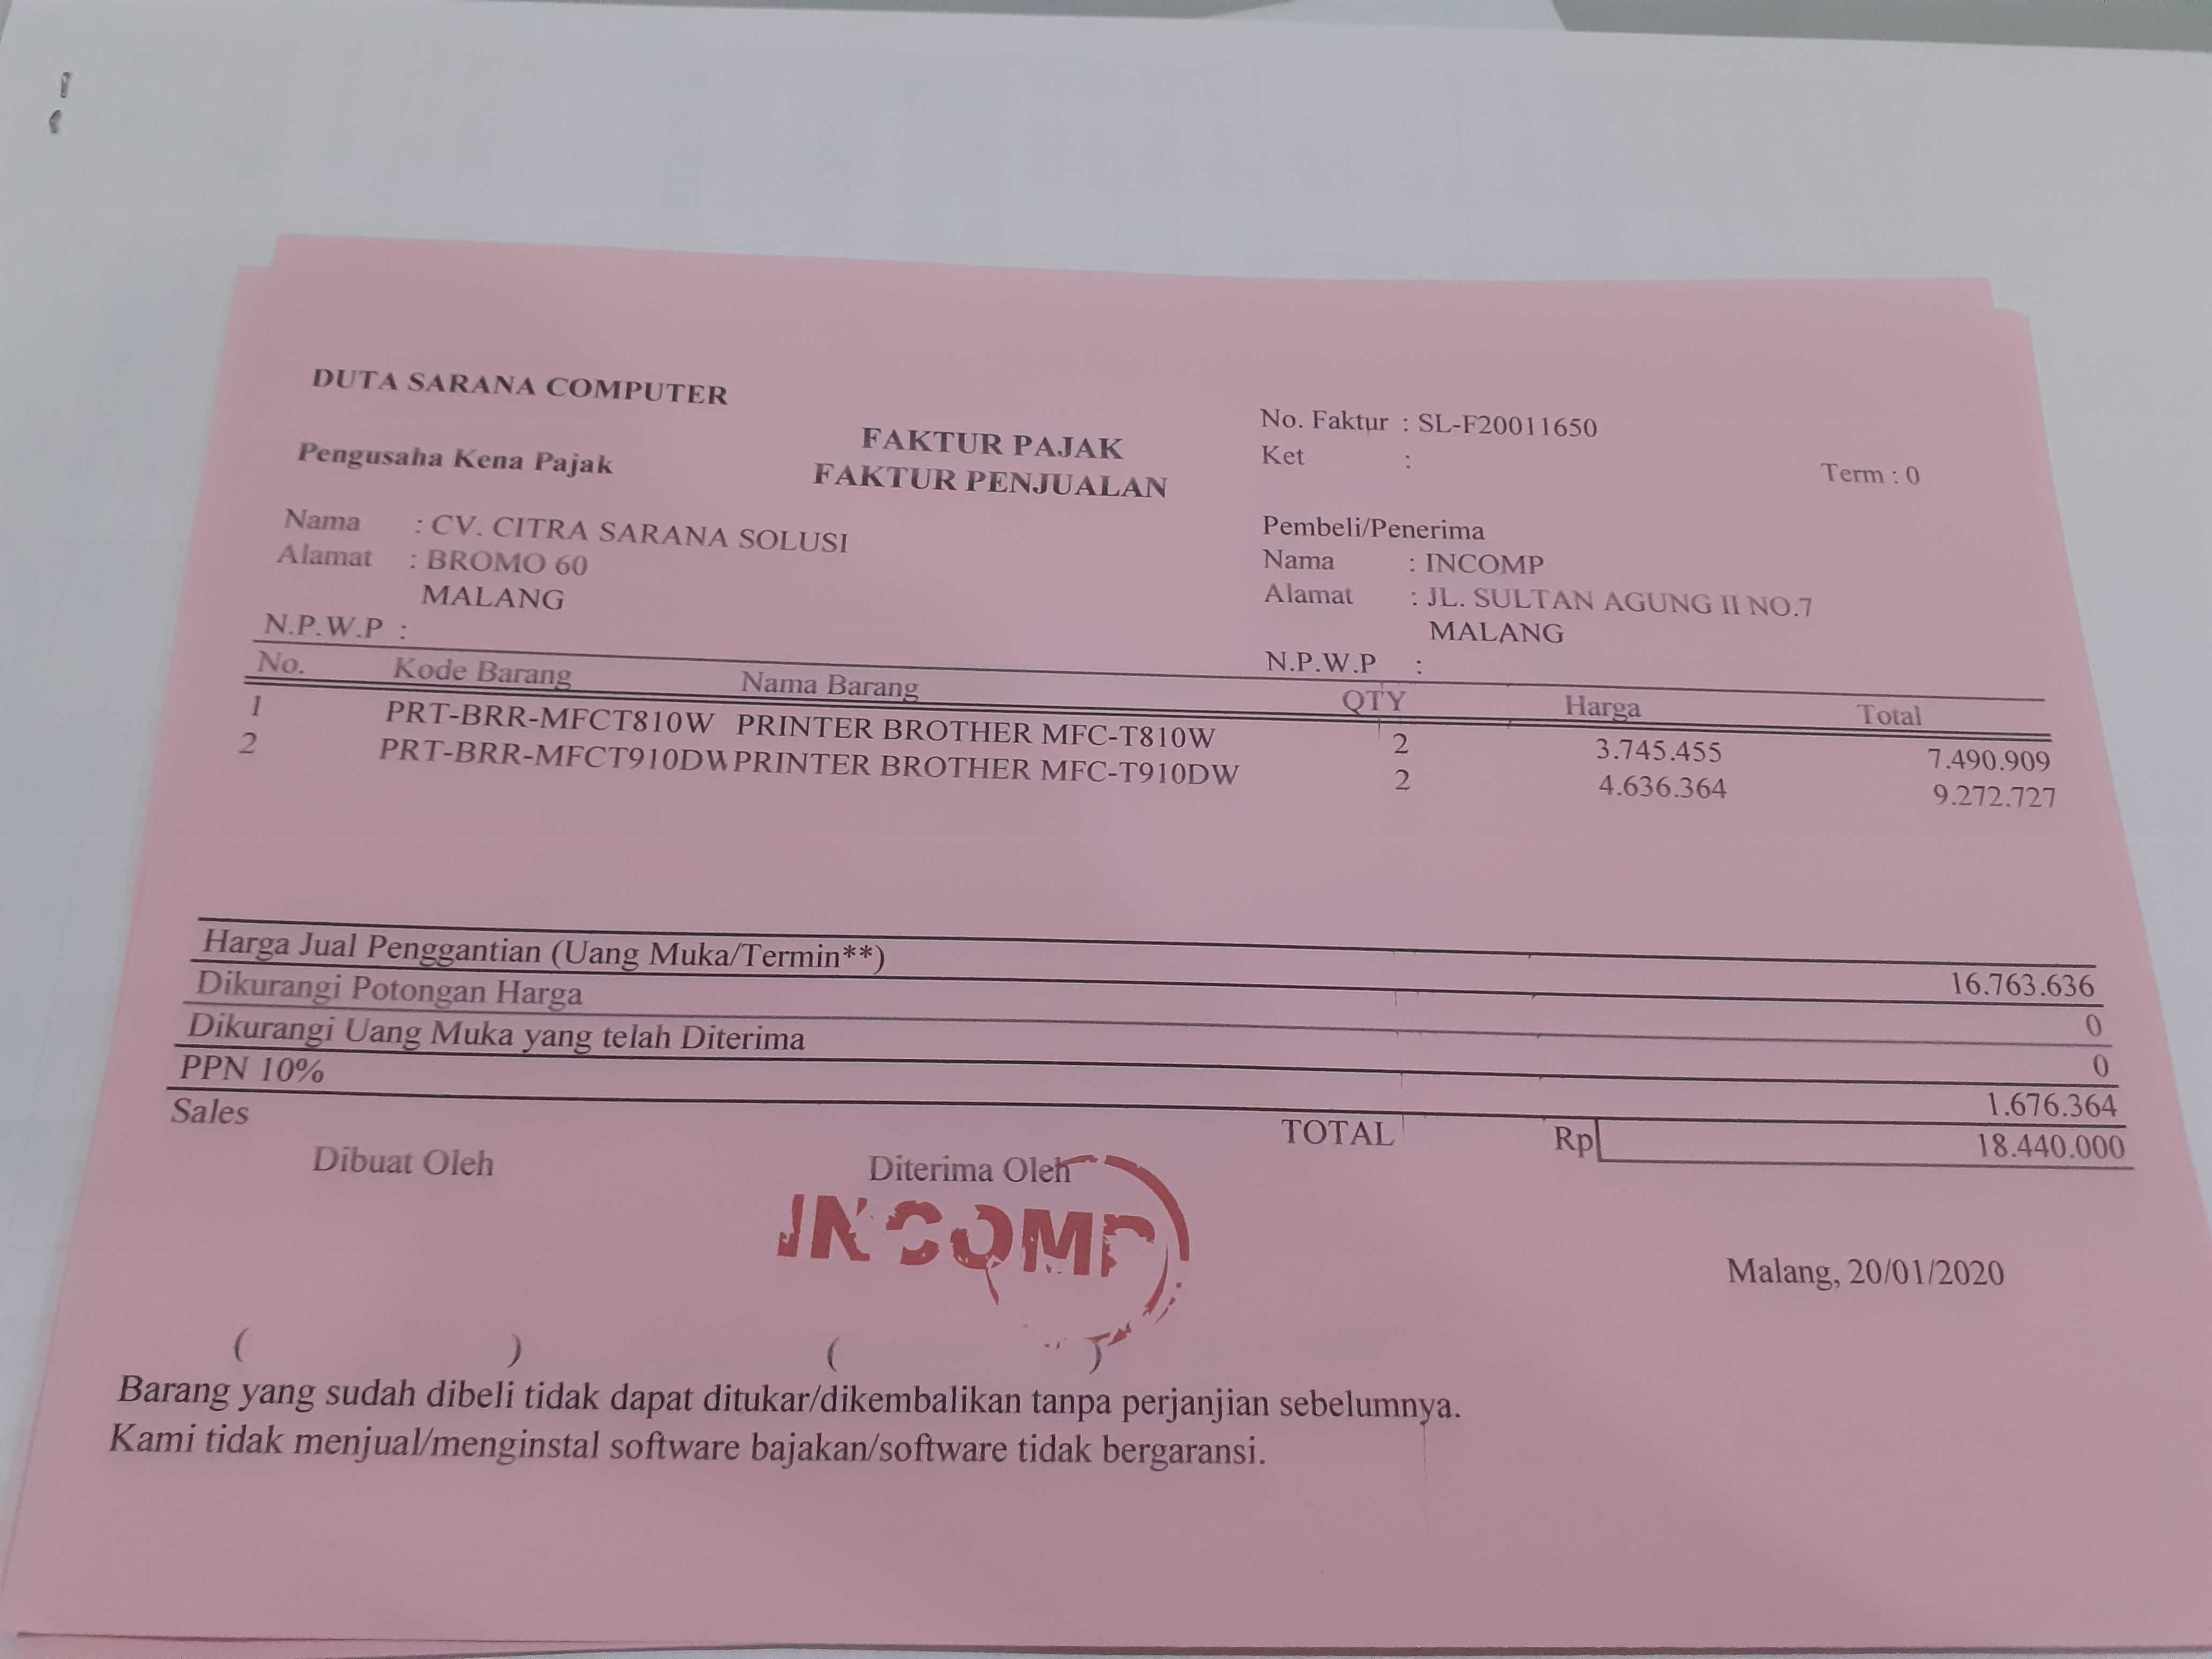 DUTA SARANA COMPUTER
Pengusaha Kena Pajak
FAKTUR PAJAK
FAKTUR PENJUALAN
No. Faktur : SL-F20011650
Ket :
Term : 0
Nama : CV. CITRA SARANA SOLUSI
Alamat : BROMO 60
MALANG
N.P.W.P :
Pembeli/Penerima
Nama : INCOMP
Alamat : JL. SULTAN AGUNG II NO.7
MALANG
N.P.W.P :
No. Kode Barang Nama Barang QTY Harga Total
1 PRT-BRR-MFCT810W PRINTER BROTHER MFC-T810W 2 3.745.455 7.490.909
2 PRT-BRR-MFCT910DW PRINTER BROTHER MFC-T910DW 2 4.636.364 9.272.727
Harga Jual Penggantian (Uang Muka/Termin**) 16.763.636
Dikurangi Potongan Harga 0
Dikurangi Uang Muka yang telah Diterima 0
PPN 10% 1.676.364
Sales TOTAL Rp 18.440.000
Dibuat Oleh Diterima Oleh
INCOMP
Malang, 20/01/2020
( ) ( )
Barang yang sudah dibeli tidak dapat ditukar/dikembalikan tanpa perjanjian sebelumnya.
Kami tidak menjual/menginstal software bajakan/software tidak bergaransi.